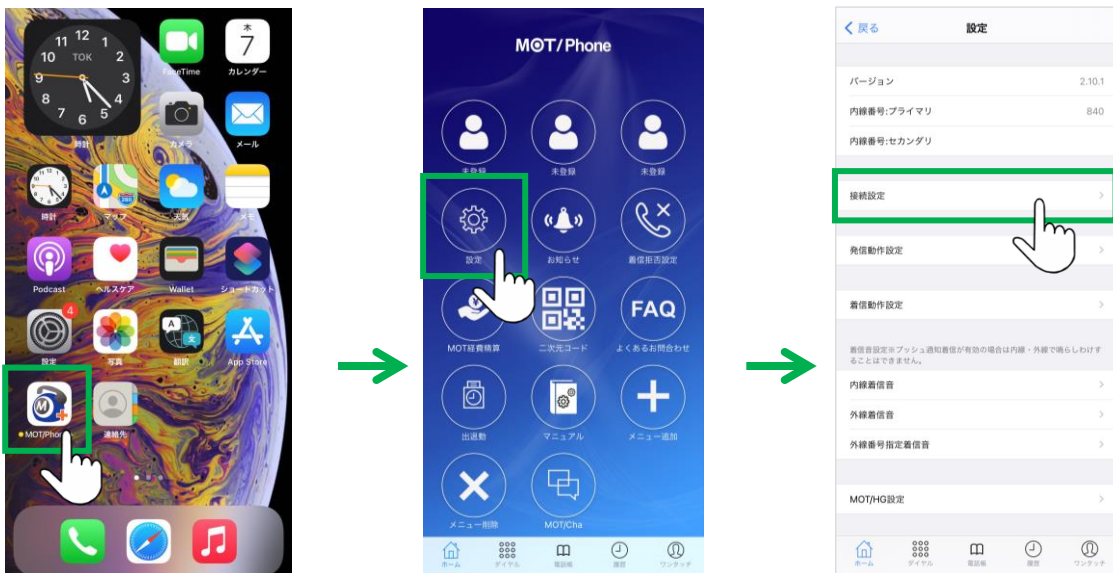 11 12 1
10 TOK 2
9 3
8 4
7 6 5
時計
FaceTime
木
7
カレンダー
カメラ
メール
時計
マップ
天気
メモ
Podcast
ヘルスケア
Wallet
ショートカット
4
設定
写真
翻訳
App Store
M
MOT/Phone
連絡先
MOT/Phone
未登録
未登録
未登録
設定
お知らせ
着信拒否設定
MOT経費精算
二次元コード
FAQ
よくあるお問合わせ
出退勤
マニュアル
メニュー追加
メニュー削除
MOT/Cha
ホーム
ダイヤル
電話帳
履歴
ワンタッチ
戻る
設定
バージョン 2.10.1
内線番号:プライマリ 840
内線番号:セカンダリ
接続設定
発信動作設定
着信動作設定
着信音設定※プッシュ通知着信が有効の場合は内線・外線で鳴らしわけす
ることはできません。
内線着信音
外線着信音
外線番号指定着信音
MOT/HG設定
ホーム
ダイヤル
電話帳
履歴
ワンタッチ